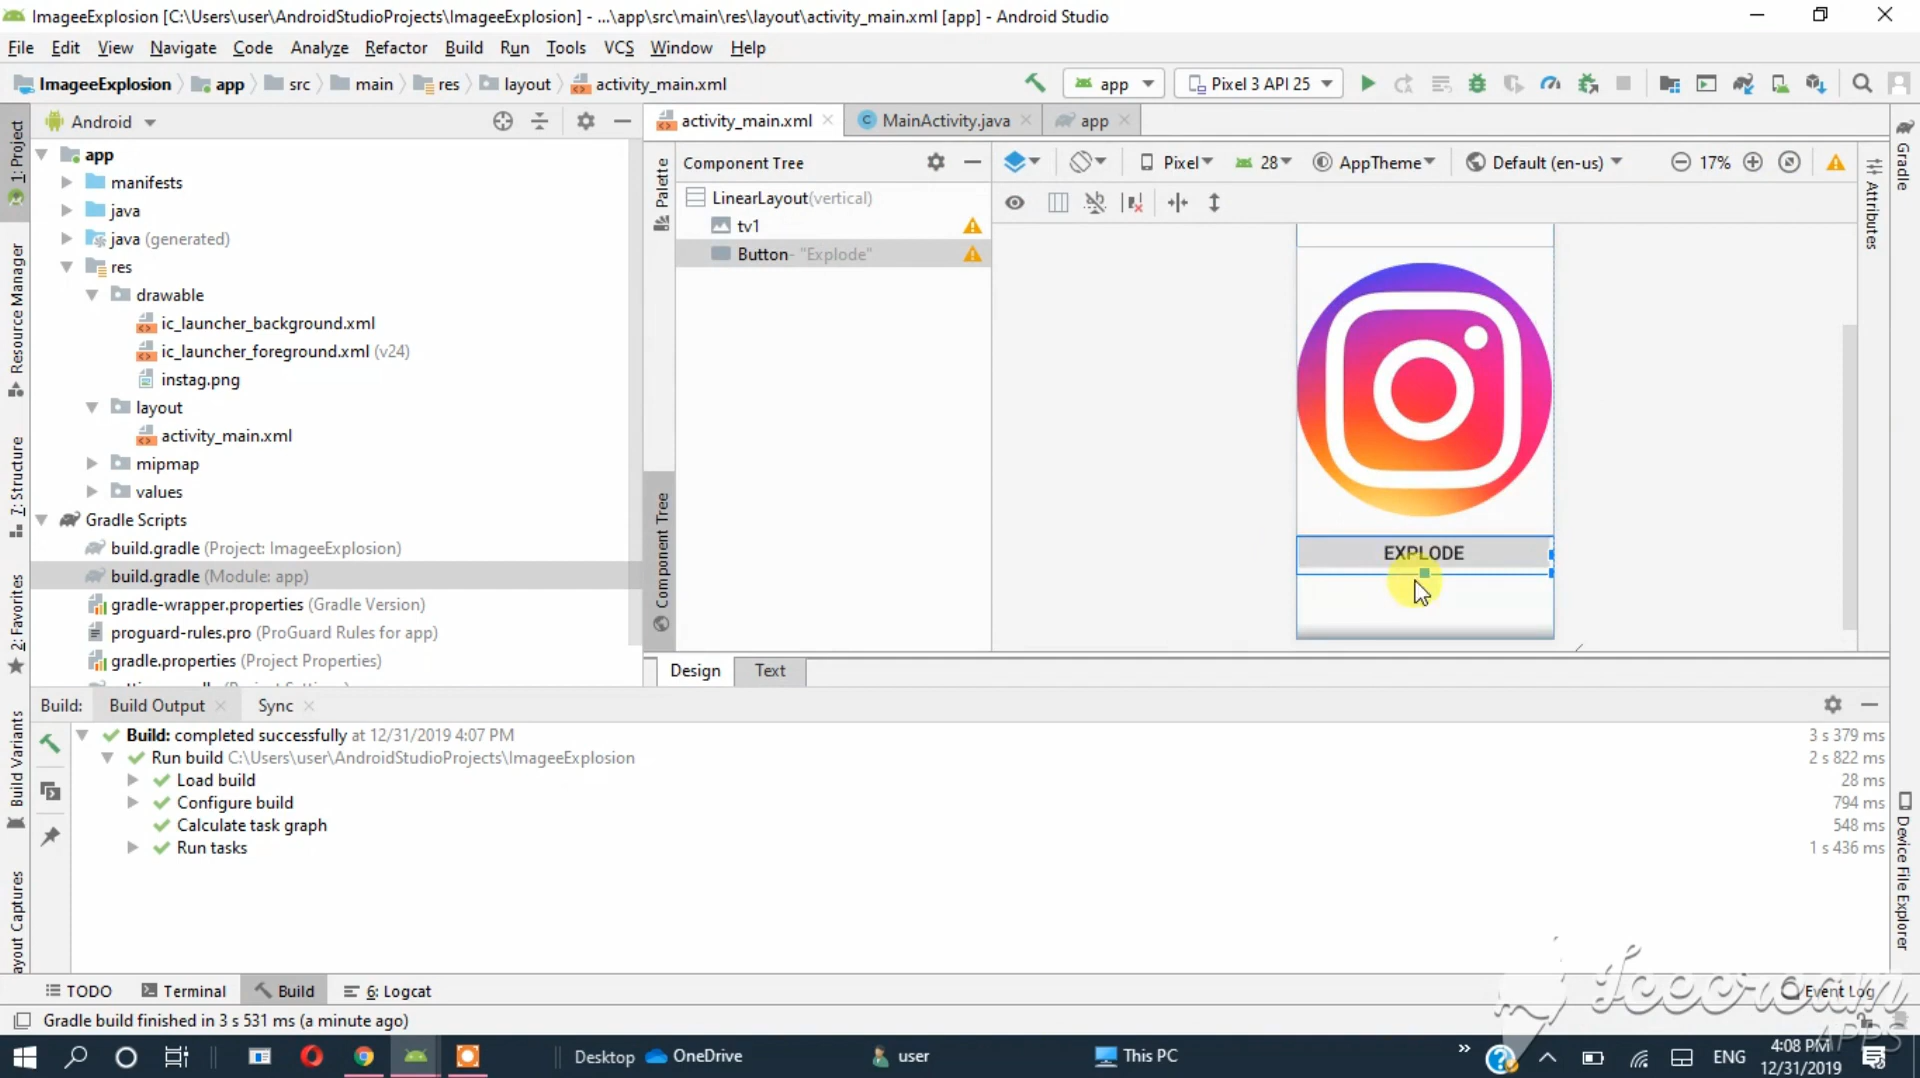 ImageeExplosion [C:\Users\user\AndroidStudioProjects\ImageeExplosion] - ...\app\src\main\res\layout\activity_main.xml [app] - Android Studio
File Edit View Navigate Code Analyze Refactor Build Run Tools VCS Window Help
ImageeExplosion app src main res layout activity_main.xml app Pixel 3 API 25
1: Project
Android
activity_main.xml MainActivity.java app
Gradle
Palette
Component Tree
Pixel 28 AppTheme Default (en-us) 17%
Attributes
app
manifests
java
java (generated)
res
drawable
ic_launcher_background.xml
ic_launcher_foreground.xml (v24)
instag.png
layout
activity_main.xml
mipmap
values
Gradle Scripts
build.gradle (Project: ImageeExplosion)
build.gradle (Module: app)
gradle-wrapper.properties (Gradle Version)
proguard-rules.pro (ProGuard Rules for app)
gradle.properties (Project Properties)
LinearLayout(vertical)
tv1
Button- "Explode"
EXPLODE
Component Tree
Design Text
Resource Manager
7: Structure
2: Favorites
Build Variants
ayout Captures
Build: Build Output Sync
Build: completed successfully at 12/31/2019 4:07 PM 3 s 379 ms
Run build C:\Users\user\AndroidStudioProjects\ImageeExplosion 2 s 822 ms
Load build 28 ms
Configure build 794 ms
Calculate task graph 548 ms
Run tasks 1 s 436 ms
Device File Explorer
TODO Terminal Build 6: Logcat Event Log
Icecream
APPS
Gradle build finished in 3 s 531 ms (a minute ago)
Desktop OneDrive user This PC » ENG 4:08 PM
12/31/2019